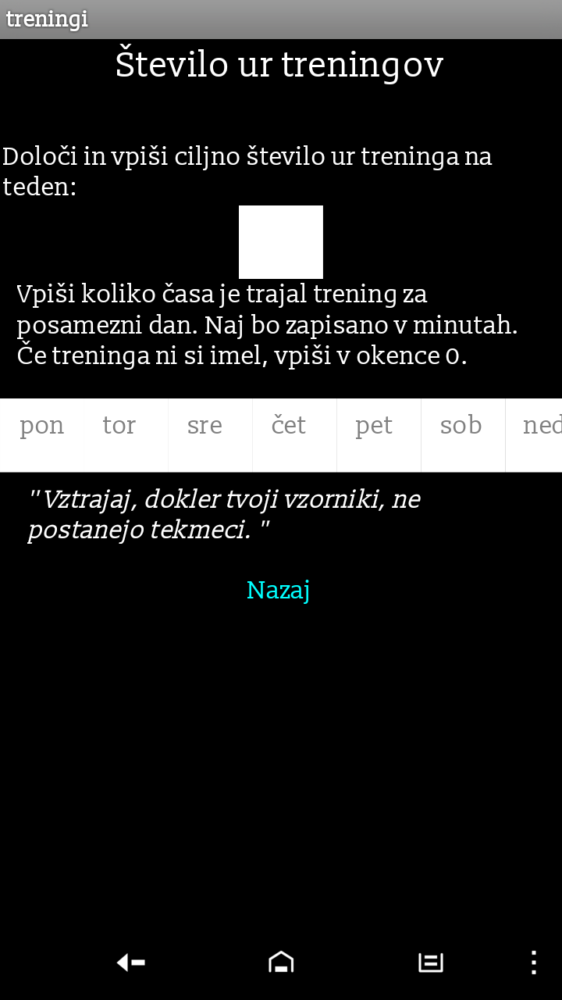 treningi
Število ur treningov
Določi in vpiši ciljno število ur treninga na
teden:
Vpiši koliko časa je trajal trening za
posamezni dan. Naj bo zapisano v minutah.
Če treninga ni si imel, vpiši v okence 0.
pon tor sre čet pet sob ned
"Vztrajaj, dokler tvoji vzorniki, ne
postanejo tekmeci. "
Nazaj